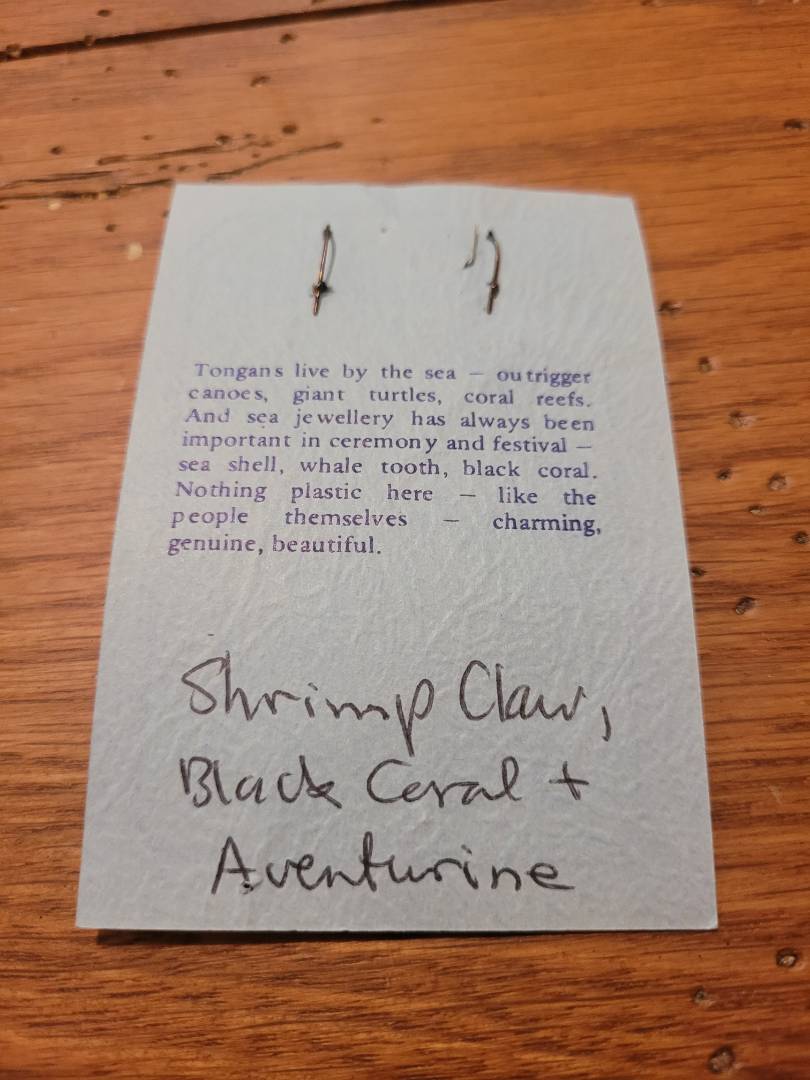 Tongans live by the sea — outrigger
canoes, giant turtles, coral reefs.
And sea jewellery has always been
important in ceremony and festival —
sea shell, whale tooth, black coral.
Nothing plastic here — like the
people themselves — charming,
genuine, beautiful.
Shrimp Claw,
Black Coral +
Aventurine